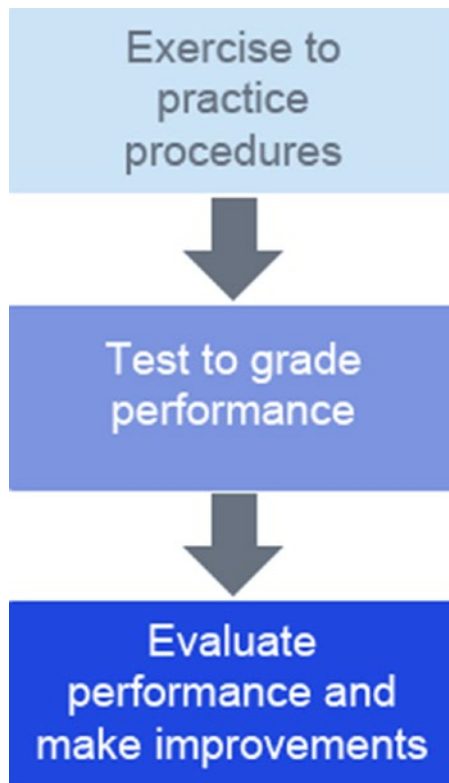 Exercise to
practice
procedures
Test to grade
performance
Evaluate
performance and
make improvements